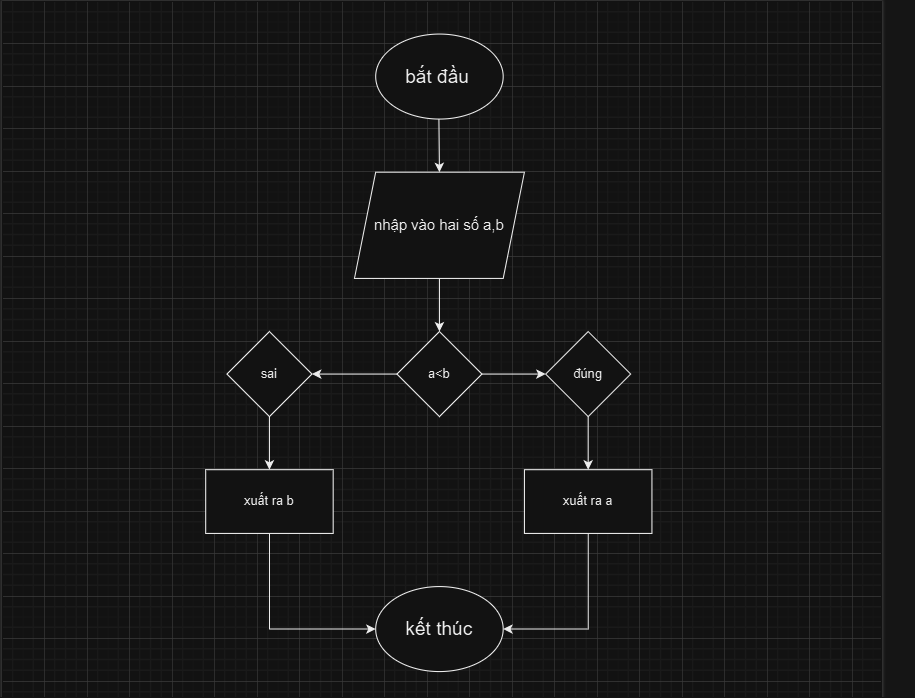 bắt đầu
nhập vào hai số a,b
sai
a<b
đúng
xuất ra b
xuất ra a
kết thúc